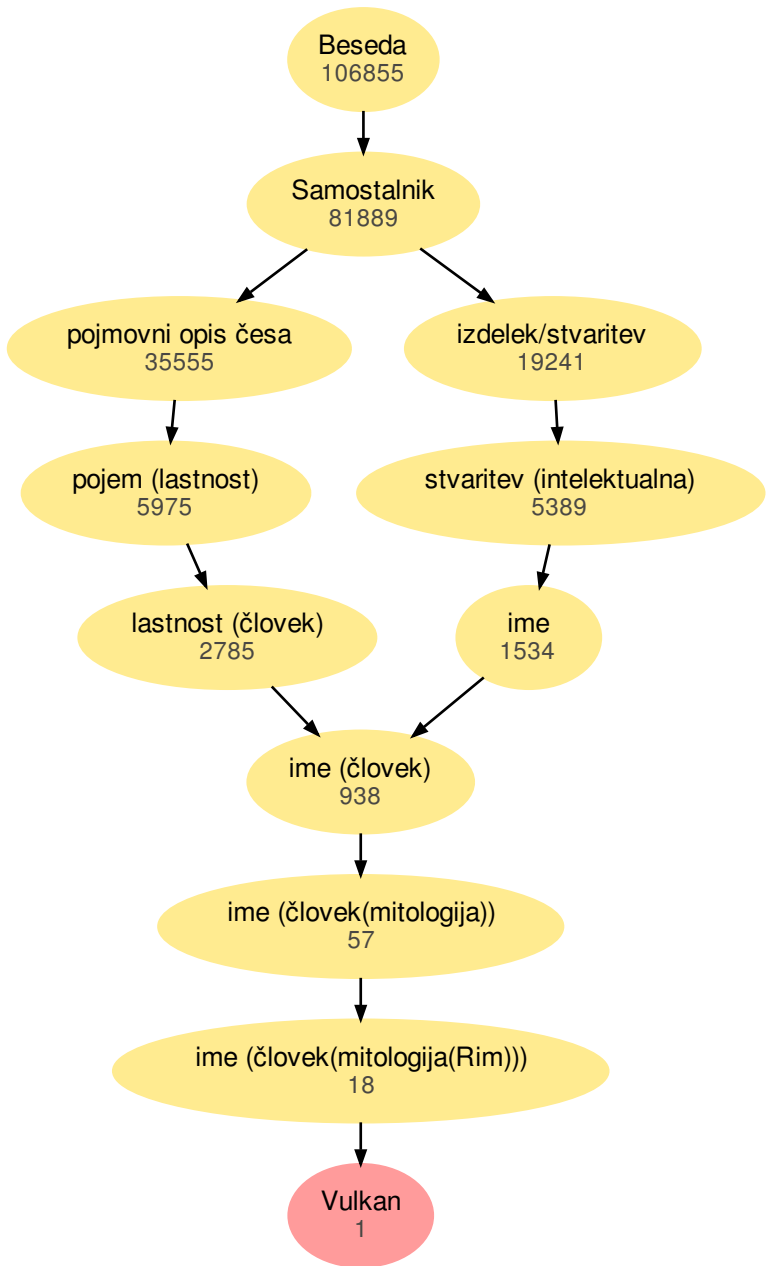 Beseda
106855
Samostalnik
81889
pojmovni opis česa
35555
izdelek/stvaritev
19241
pojem (lastnost)
5975
stvaritev (intelektualna)
5389
lastnost (človek)
2785
ime
1534
ime (človek)
938
ime (človek(mitologija))
57
ime (človek(mitologija(Rim)))
18
Vulkan
1